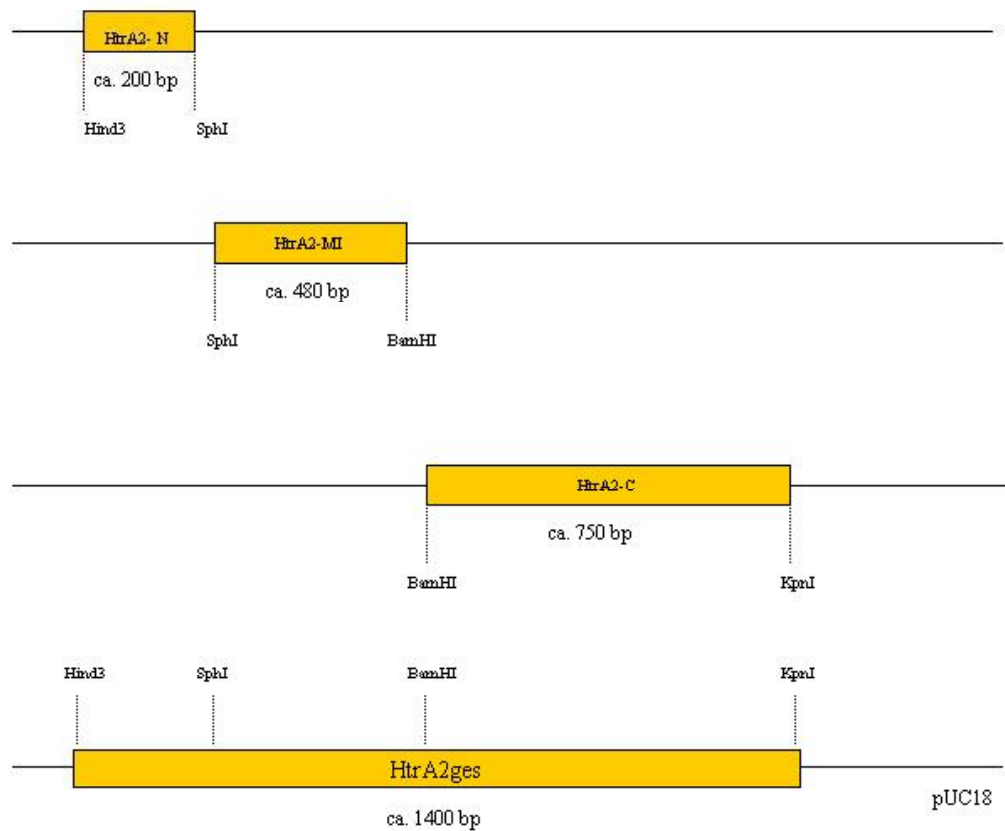 HtrA2- N
ca. 200 bp
Hind3 SphI
HtrA2-MI
ca. 480 bp
SphI BamHI
HtrA2-C
ca. 750 bp
BamHI KpnI
Hind3 SphI BamHI KpnI
HtrA2ges
pUC18
ca. 1400 bp